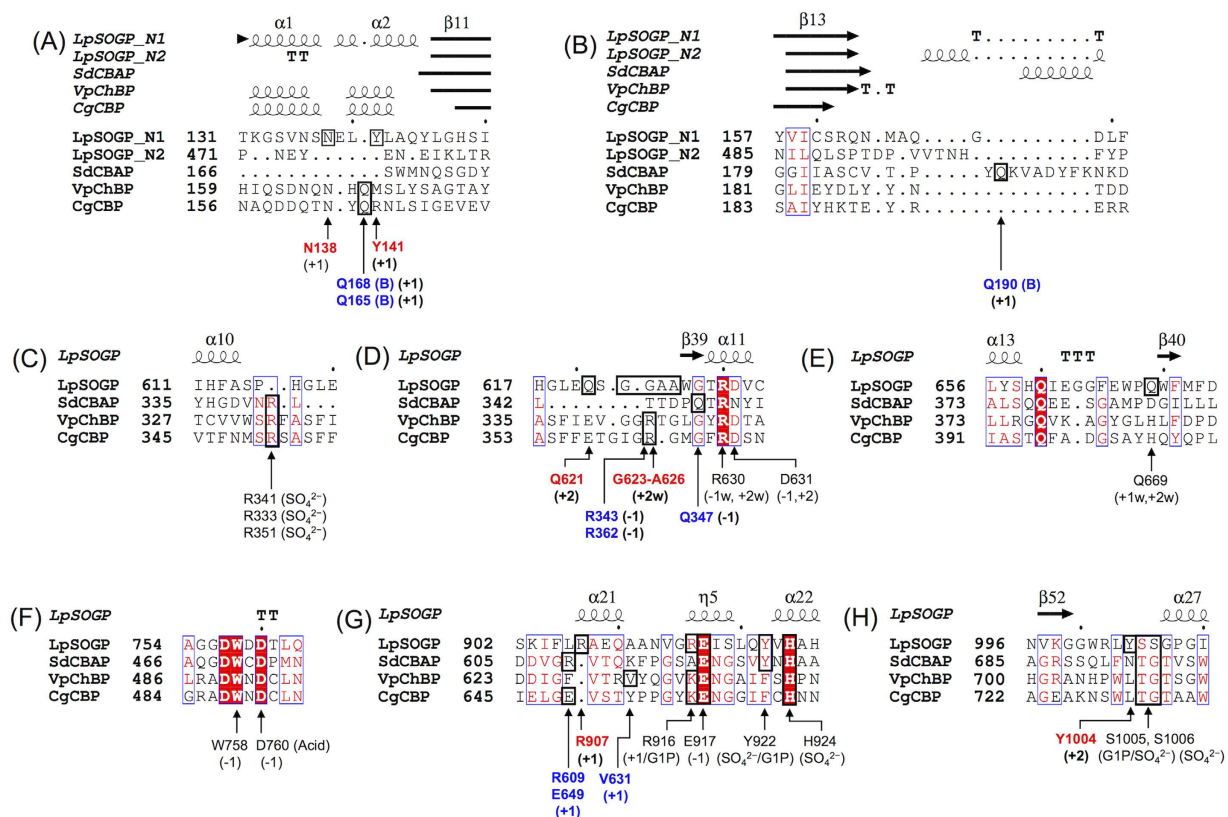 (A) α1 α2 β11
LpSOGP_N1
LpSOGP_N2 TT
SdCBAP
VpChBP
CgCBP
LpSOGP_N1 131 TKGSVNSNEL.YLAQYLGHSI
LpSOGP_N2 471 P..NEY......EN.EIKLTR
SdCBAP 166 ............SWMNQSGDY
VpChBP 159 HIQSDNQN.HQMSLYSAGTAY
CgCBP 156 NAQDDQTN.YQRNLSIGEVEV
N138 Y141
(+1) (+1)
Q168 (B) (+1)
Q165 (B) (+1)
(B) β13
LpSOGP_N1 T.........T
LpSOGP_N2
SdCBAP
VpChBP T.T
CgCBP
LpSOGP_N1 157 YVICSRQN.MAQ....G.........DLF
LpSOGP_N2 485 NILQLSPTDP.VVTNH..........FYP
SdCBAP 179 GGIIASCV.T.P.....YQKVADYFKNKD
VpChBP 181 GLIEYDLY.Y.N..............TDD
CgCBP 183 SAIYHKTE.Y.R..............ERR
Q190 (B)
(+1)
(C) α10
LpSOGP
LpSOGP 611 IHFASP..HGLE
SdCBAP 335 YHGDVNR.L...
VpChBP 327 TCVVWSRFASFI
CgCBP 345 VTFNMSRSASFF
R341 (SO₄²⁻)
R333 (SO₄²⁻)
R351 (SO₄²⁻)
(D) β39 α11
LpSOGP
LpSOGP 617 HGLEQS.G.GAAWGTRDVC
SdCBAP 342 L........TTDPQTRNYI
VpChBP 335 ASFIEV.GGRTGLGYRDTA
CgCBP 353 ASFFETGIGR.GMGFRDSN
Q621 G623-A626 R630 D631
(+2) (+2w) (-1w, +2w) (-1,+2)
R343 (-1) Q347 (-1)
R362 (-1)
(E) α13 TTT β40
LpSOGP
LpSOGP 656 LYSHQIEGGFEWPQWFMFD
SdCBAP 373 ALSQQEE.SGAMPDGILLL
VpChBP 373 LLRGQVK.AGYGLHLFDPD
CgCBP 391 IASTQFA.DGSAYHQYQPL
Q669
(+1w,+2w)
(F) TT
LpSOGP
LpSOGP 754 AGGDWDDTLQ
SdCBAP 466 AQGDWCDPMN
VpChBP 486 LRADWNDCLN
CgCBP 484 GRADWNDCLN
W758 D760 (Acid)
(-1) (-1)
(G) α21 η5 α22
LpSOGP
LpSOGP 902 SKIFLRAEQAANVGREISLQYVHAH
SdCBAP 605 DDVGR.VTQKFPGSAENGSVYNHAA
VpChBP 623 DDIGF.VTRYVQGVKENGAIFSHPN
CgCBP 645 IELGE.VSTYPPGYKENGGIFCHNN
R907 R916 E917 Y922 H924
(+1) (+1/G1P) (-1) (SO₄²⁻/G1P) (SO₄²⁻)
R609 V631
E649 (+1)
(+1)
(H) β52 α27
LpSOGP
LpSOGP 996 NVKGGWRLYSSGPGI
SdCBAP 685 AGRSSQLFNTGTVSW
VpChBP 700 GRANHPWLTGTSGW
CgCBP 722 AGEAKNSWLTGTAAW
Y1004 S1005, S1006
(+2) (G1P/SO₄²⁻) (SO₄²⁻)